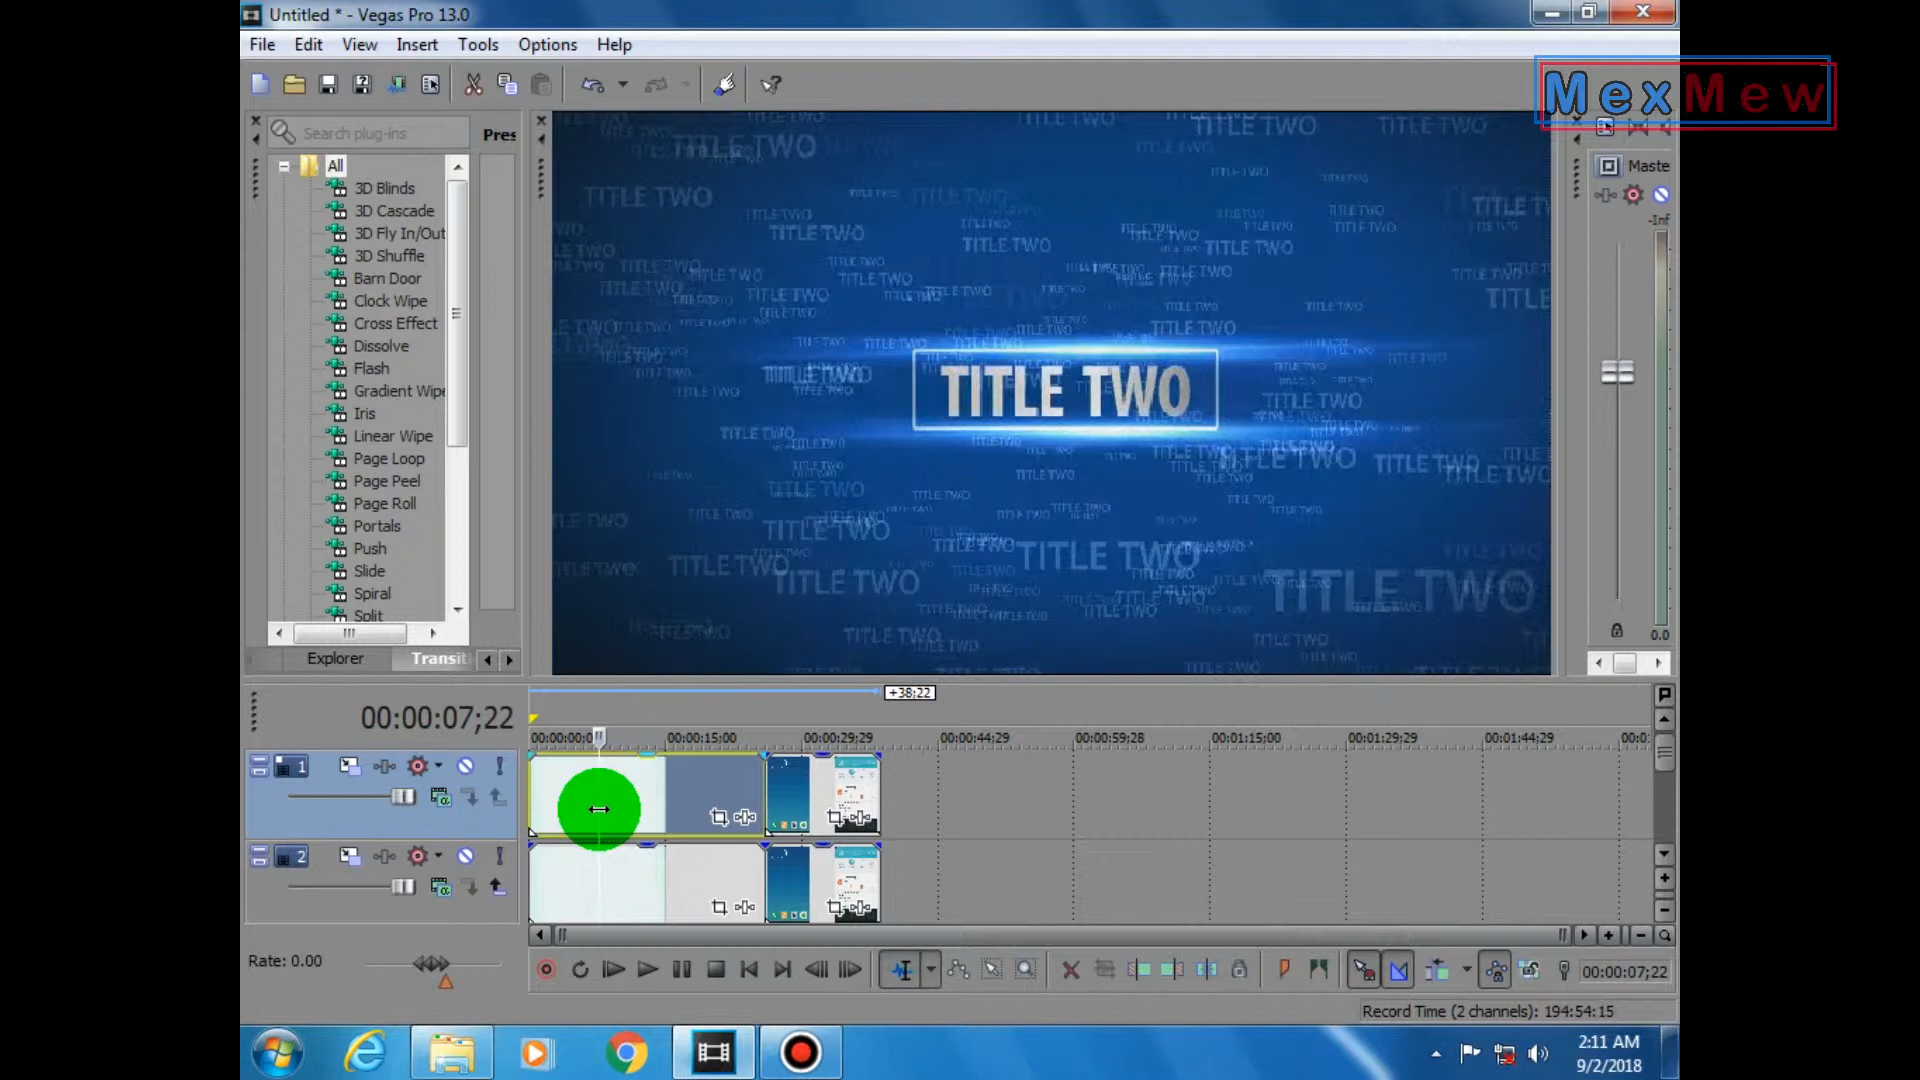 Untitled * - Vegas Pro 13.0
File Edit View Insert Tools Options Help
MexMew
Search plug-ins
Pres
All
3D Blinds
3D Cascade
3D Fly In/Out
3D Shuffle
Barn Door
Clock Wipe
Cross Effect
Dissolve
Flash
Gradient Wipe
Iris
Linear Wipe
Page Loop
Page Peel
Page Roll
Portals
Push
Slide
Spiral
Split
Explorer
Transiti
TITLE TWO
Maste
-Inf
0.0
+38;22
00:00:07;22
00:00:00;0
00:00:15;00
00:00:29;29
00:00:44;29
00:00:59;28
00:01:15;00
00:01:29;29
00:01:44;29
00:0
1
2
Rate: 0.00
00:00:07;22
Record Time (2 channels): 194:54:15
2:11 AM
9/2/2018